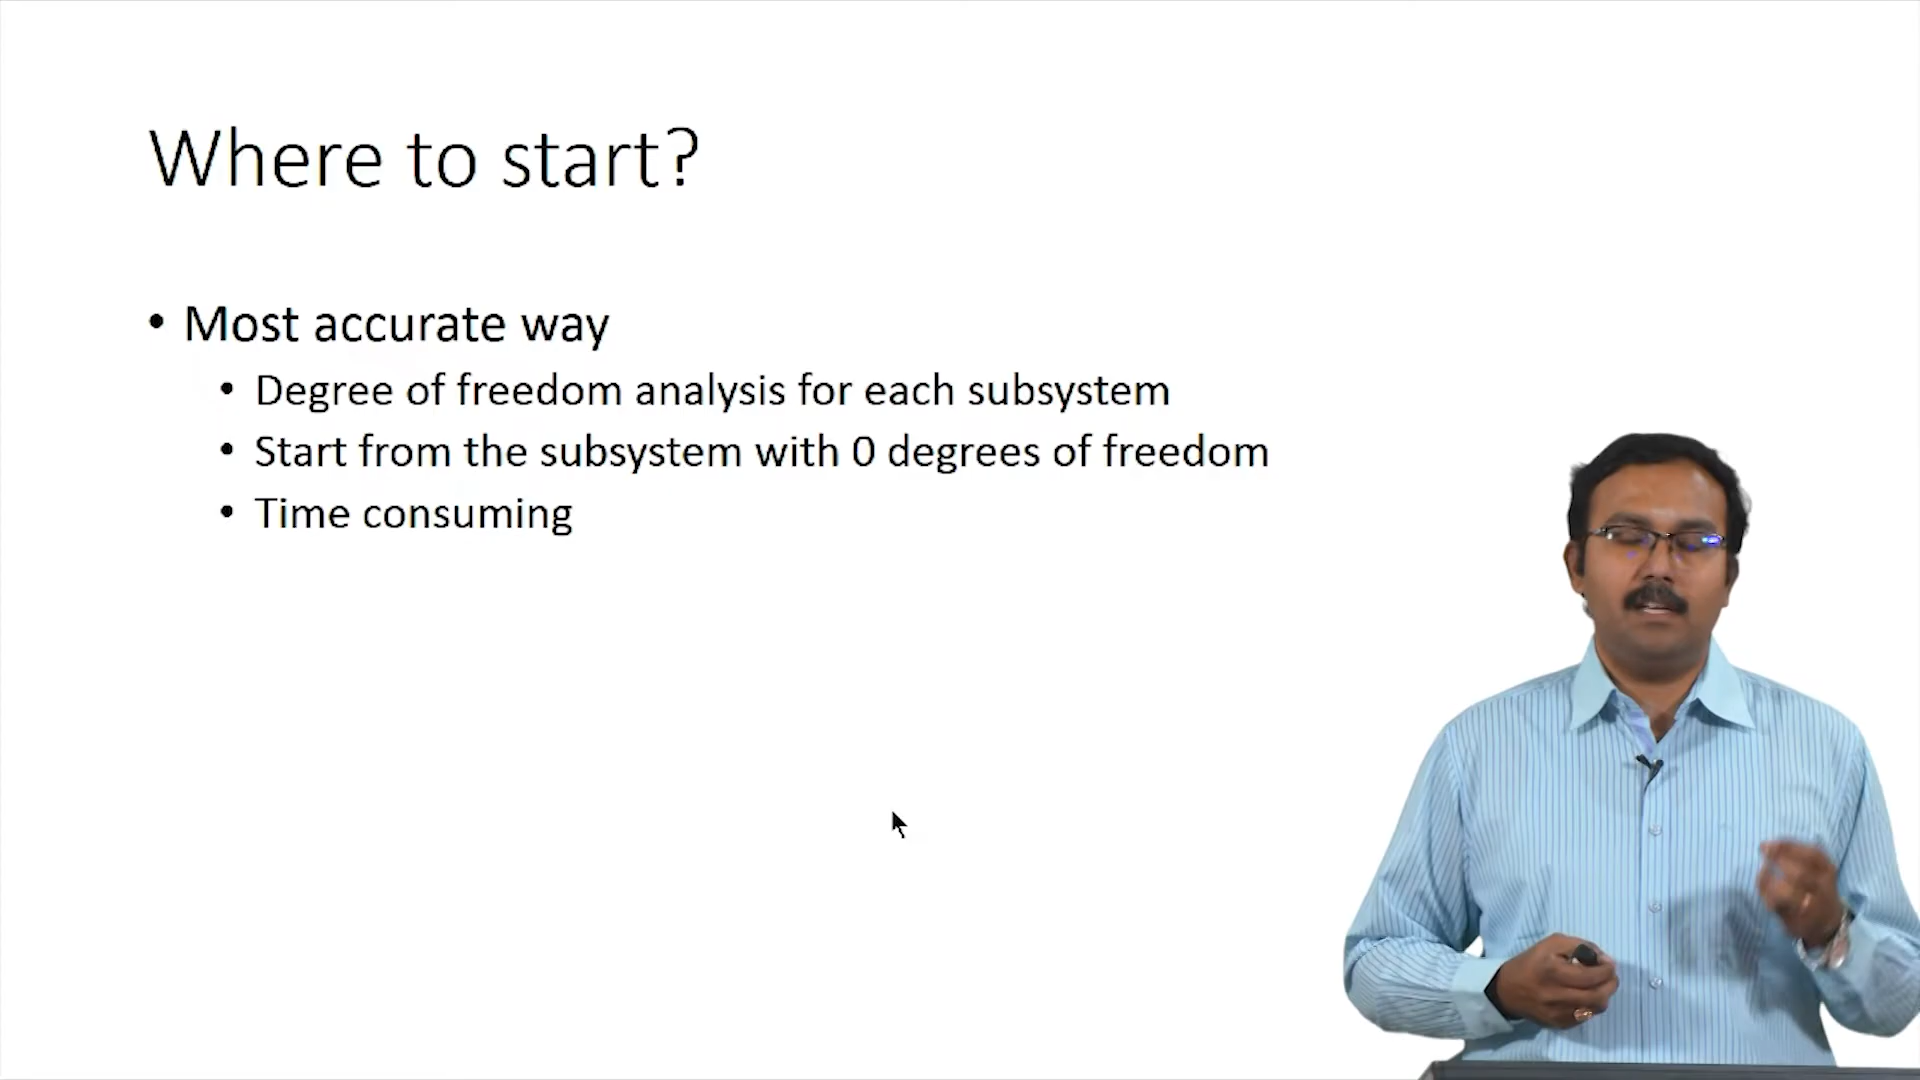 Where to start?
• Most accurate way
• Degree of freedom analysis for each subsystem
• Start from the subsystem with 0 degrees of freedom
• Time consuming